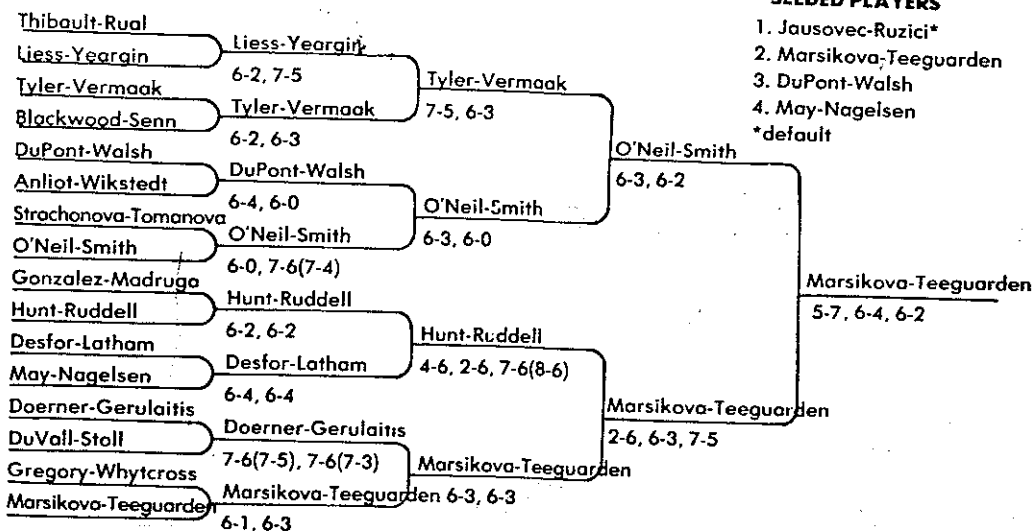 SEEDED PLAYERS
1. Jausovec-Ruzici*
2. Marsikova-Teeguarden
3. DuPont-Walsh
4. May-Nagelsen
*default
Thibault-Rual
Liess-Yeargin
Tyler-Vermaak
Blackwood-Senn
DuPont-Walsh
Anliot-Wikstedt
Strachonova-Tomanova
O'Neil-Smith
Gonzalez-Madruga
Hunt-Ruddell
Desfor-Latham
May-Nagelsen
Doerner-Gerulaitis
DuVall-Stoll
Gregory-Whytcross
Marsikova-Teeguarden
Liess-Yeargin
6-2, 7-5
Tyler-Vermaak
6-2, 6-3
DuPont-Walsh
6-4, 6-0
O'Neil-Smith
6-0, 7-6(7-4)
Hunt-Ruddell
6-2, 6-2
Desfor-Latham
6-4, 6-4
Doerner-Gerulaitis
7-6(7-5), 7-6(7-3)
Marsikova-Teeguarden
6-1, 6-3
Tyler-Vermaak
7-5, 6-3
O'Neil-Smith
6-3, 6-0
Hunt-Ruddell
4-6, 2-6, 7-6(8-6)
Marsikova-Teeguarden
6-3, 6-3
O'Neil-Smith
6-3, 6-2
Marsikova-Teeguarden
2-6, 6-3, 7-5
Marsikova-Teeguarden
5-7, 6-4, 6-2